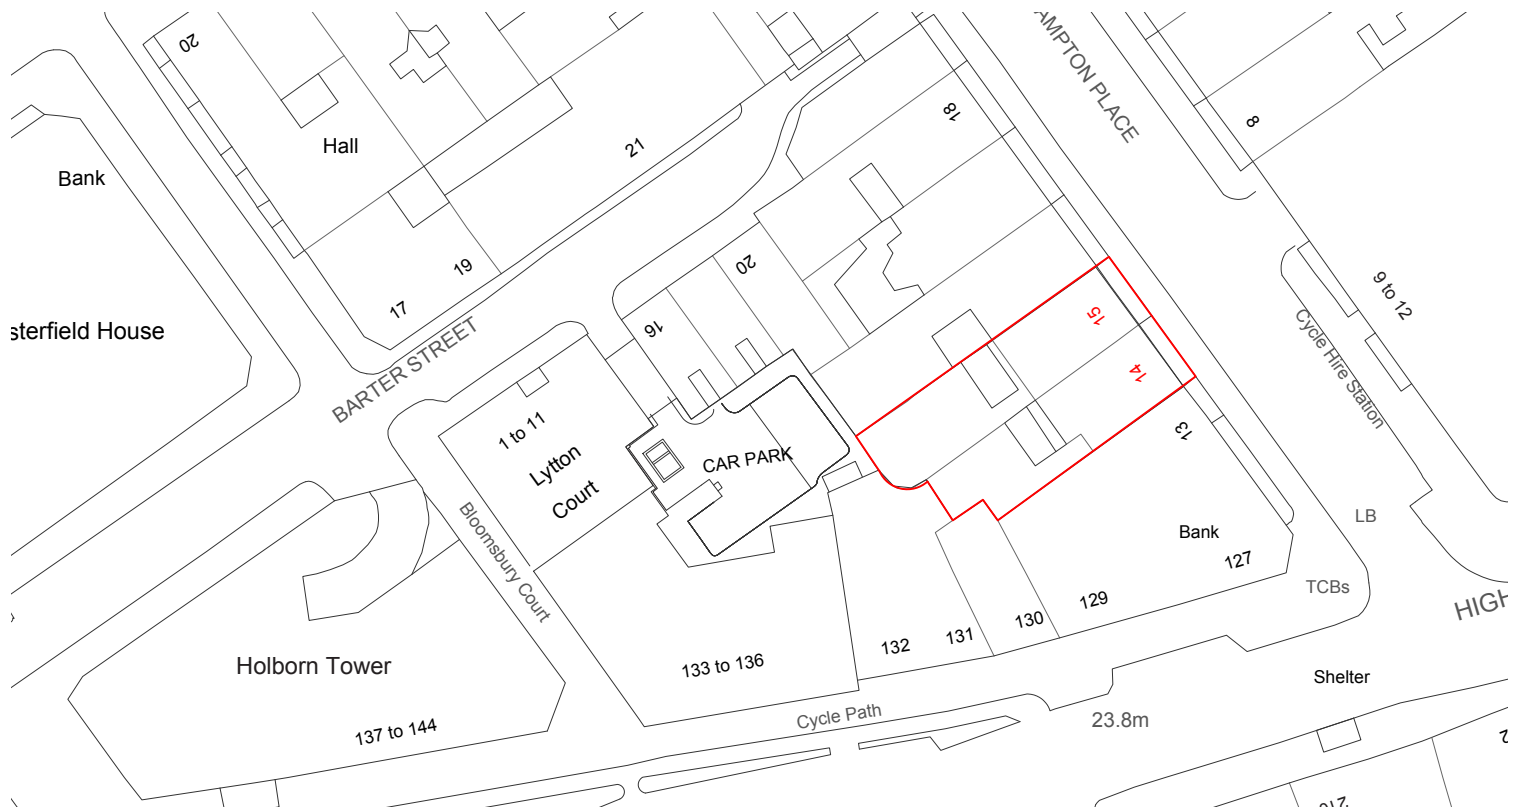 20
AMPTON PLACE
18
8
Hall
21
Bank
20
19
17
16
9 to 12
sterfield House
15
BARTER STREET
14
Cycle Hire Station
1 to 11
Lytton
Court
CAR PARK
13
Bloomsbury Court
LB
Bank
127
TCBs
129
130
131
132
HIGH
Holborn Tower
133 to 136
Shelter
137 to 144
Cycle Path
23.8m